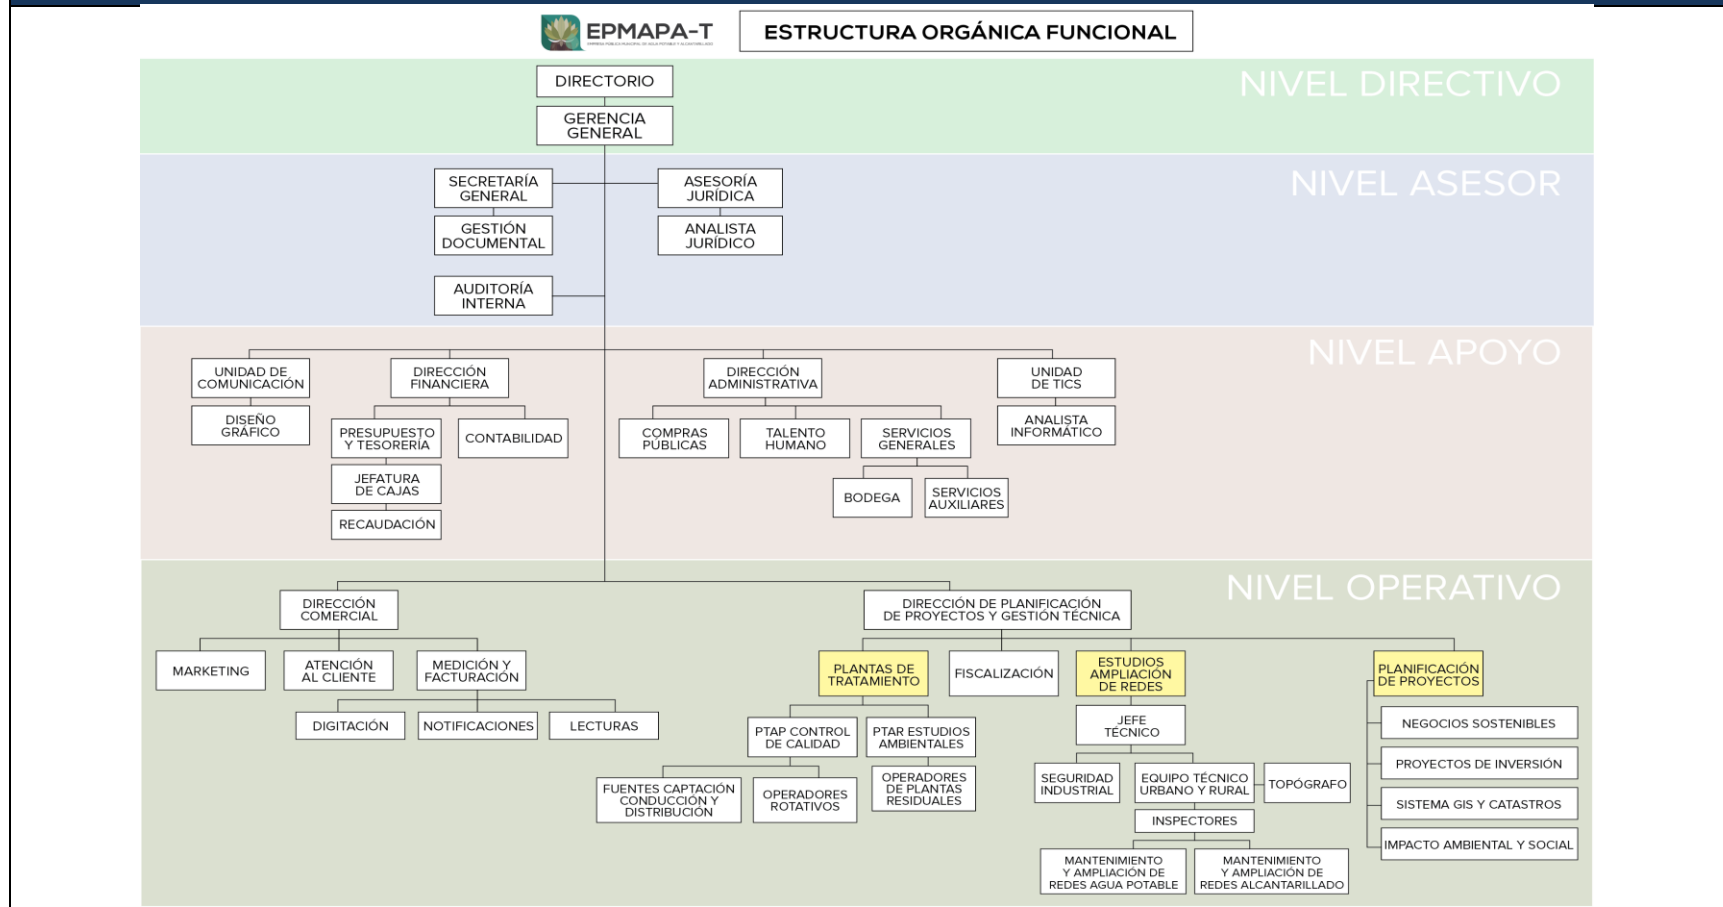 EPMAPA-T
EMPRESA PÚBLICA MUNICIPAL DE AGUA POTABLE Y ALCANTARILLADO
ESTRUCTURA ORGÁNICA FUNCIONAL
NIVEL DIRECTIVO
DIRECTORIO
GERENCIA
GENERAL
NIVEL ASESOR
SECRETARÍA
GENERAL
ASESORÍA
JURÍDICA
GESTIÓN
DOCUMENTAL
ANALISTA
JURÍDICO
AUDITORÍA
INTERNA
NIVEL APOYO
UNIDAD DE
COMUNICACIÓN
DIRECCIÓN
FINANCIERA
DIRECCIÓN
ADMINISTRATIVA
UNIDAD
DE TICS
DISEÑO
GRÁFICO
PRESUPUESTO
Y TESORERÍA
CONTABILIDAD
COMPRAS
PÚBLICAS
TALENTO
HUMANO
SERVICIOS
GENERALES
ANALISTA
INFORMÁTICO
JEFATURA
DE CAJAS
BODEGA
SERVICIOS
AUXILIARES
RECAUDACIÓN
NIVEL OPERATIVO
DIRECCIÓN
COMERCIAL
DIRECCIÓN DE PLANIFICACIÓN
DE PROYECTOS Y GESTIÓN TÉCNICA
MARKETING
ATENCIÓN
AL CLIENTE
MEDICIÓN Y
FACTURACIÓN
PLANTAS DE
TRATAMIENTO
FISCALIZACIÓN
ESTUDIOS
AMPLIACIÓN
DE REDES
PLANIFICACIÓN
DE PROYECTOS
DIGITACIÓN
NOTIFICACIONES
LECTURAS
PTAP CONTROL
DE CALIDAD
PTAR ESTUDIOS
AMBIENTALES
JEFE
TÉCNICO
NEGOCIOS SOSTENIBLES
FUENTES CAPTACIÓN
CONDUCCIÓN Y
DISTRIBUCIÓN
OPERADORES
ROTATIVOS
OPERADORES
DE PLANTAS
RESIDUALES
SEGURIDAD
INDUSTRIAL
EQUIPO TÉCNICO
URBANO Y RURAL
TOPÓGRAFO
PROYECTOS DE INVERSIÓN
SISTEMA GIS Y CATASTROS
INSPECTORES
IMPACTO AMBIENTAL Y SOCIAL
MANTENIMIENTO
Y AMPLIACIÓN DE
REDES AGUA POTABLE
MANTENIMIENTO
Y AMPLIACIÓN DE
REDES ALCANTARILLADO